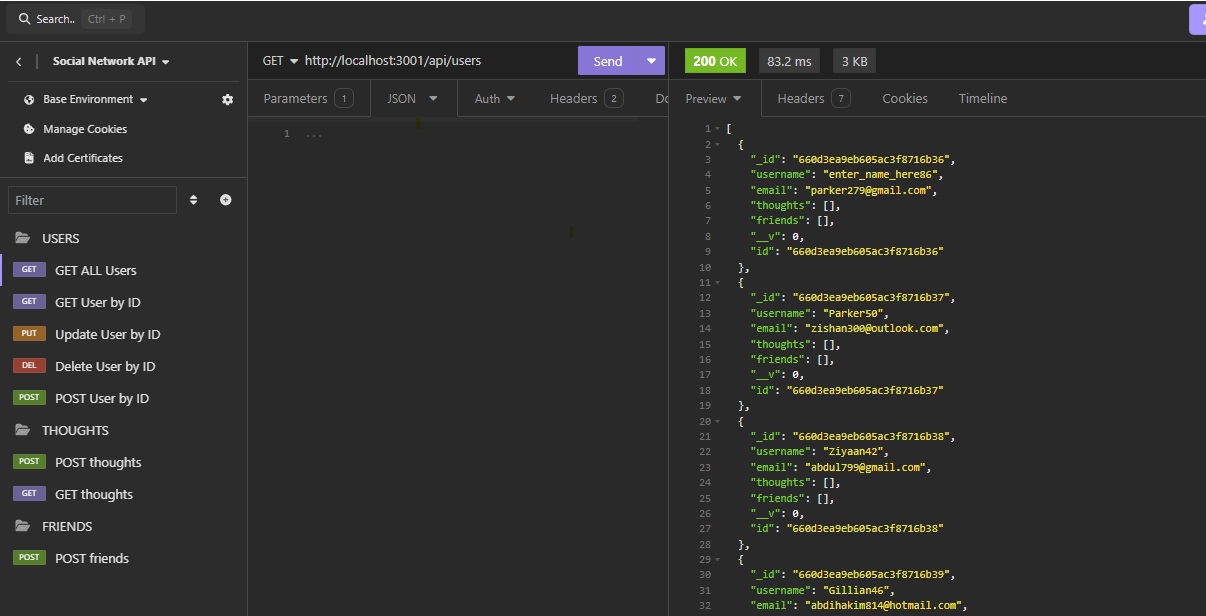 Search.. Ctrl + P
Social Network API
Base Environment
Manage Cookies
Add Certificates
Filter
USERS
GET GET ALL Users
GET GET User by ID
PUT Update User by ID
DEL Delete User by ID
POST POST User by ID
THOUGHTS
POST POST thoughts
GET GET thoughts
FRIENDS
POST POST friends
GET http://localhost:3001/api/users Send
Parameters 1 JSON Auth Headers 2 Do
1 ...
200 OK 83.2 ms 3 KB
Preview Headers 7 Cookies Timeline
1 [
2 {
3 "_id": "660d3ea9eb605ac3f8716b36",
4 "username": "enter_name_here86",
5 "email": "parker279@gmail.com",
6 "thoughts": [],
7 "friends": [],
8 "__v": 0,
9 "id": "660d3ea9eb605ac3f8716b36"
10 },
11 {
12 "_id": "660d3ea9eb605ac3f8716b37",
13 "username": "Parker50",
14 "email": "zishan300@outlook.com",
15 "thoughts": [],
16 "friends": [],
17 "__v": 0,
18 "id": "660d3ea9eb605ac3f8716b37"
19 },
20 {
21 "_id": "660d3ea9eb605ac3f8716b38",
22 "username": "Ziyaan42",
23 "email": "abdul799@gmail.com",
24 "thoughts": [],
25 "friends": [],
26 "__v": 0,
27 "id": "660d3ea9eb605ac3f8716b38"
28 },
29 {
30 "_id": "660d3ea9eb605ac3f8716b39",
31 "username": "Gillian46",
32 "email": "abdihakim814@hotmail.com",